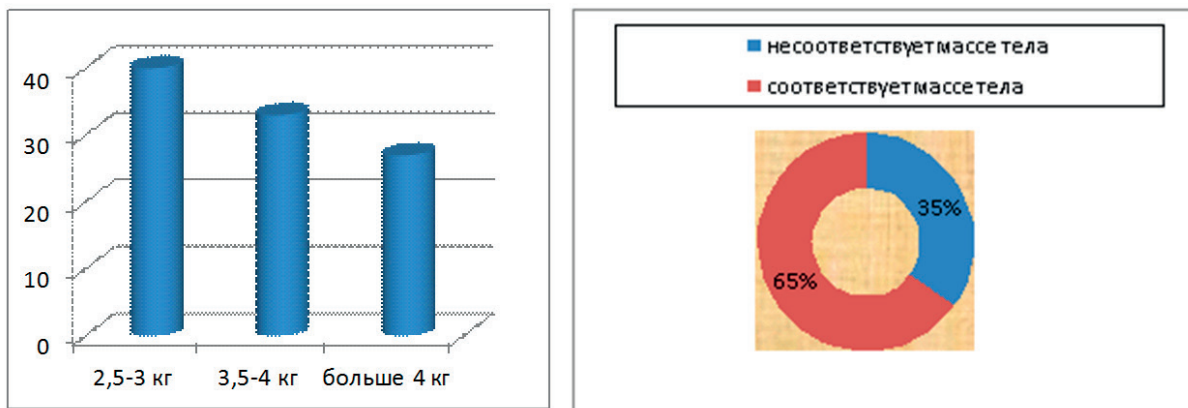 40
30
20
10
0
2,5-3 кг 3,5-4 кг больше 4 кг
несоответствует массе тела
соответствует массе тела
35%
65%